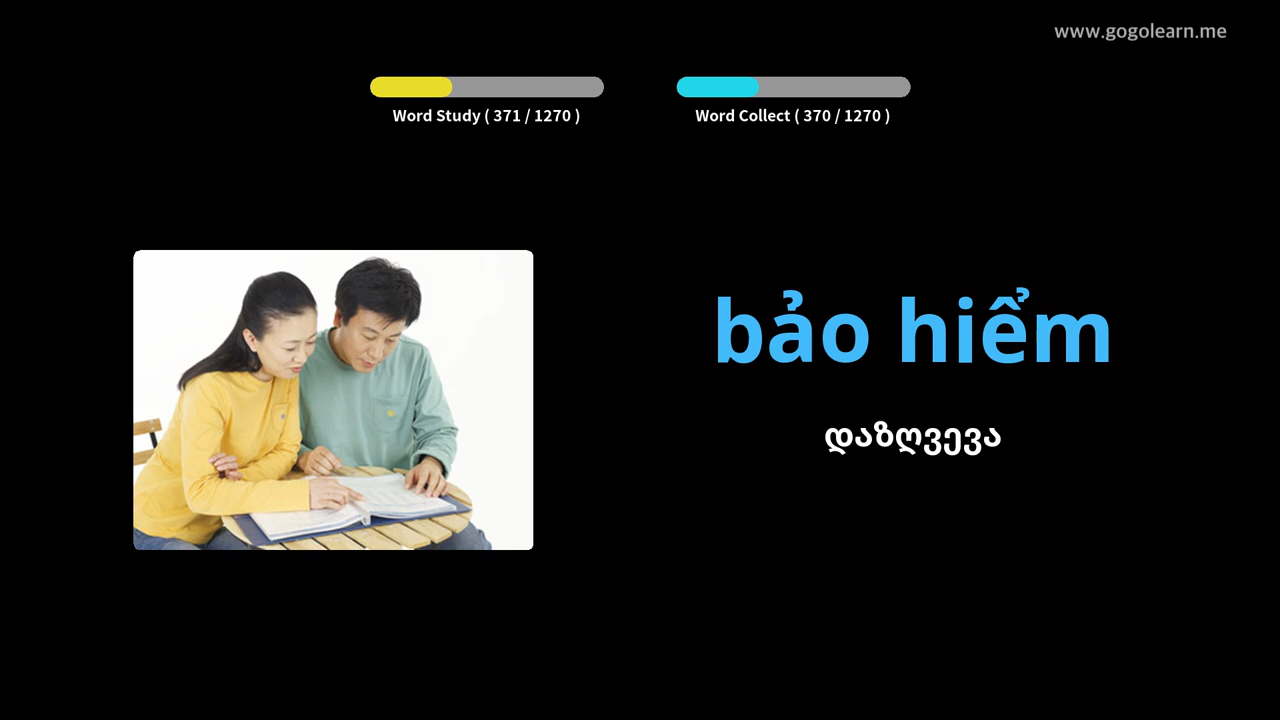 www.gogolearn.me
Word Study ( 371 / 1270 )
Word Collect ( 370 / 1270 )
bảo hiểm
დაზღვევა